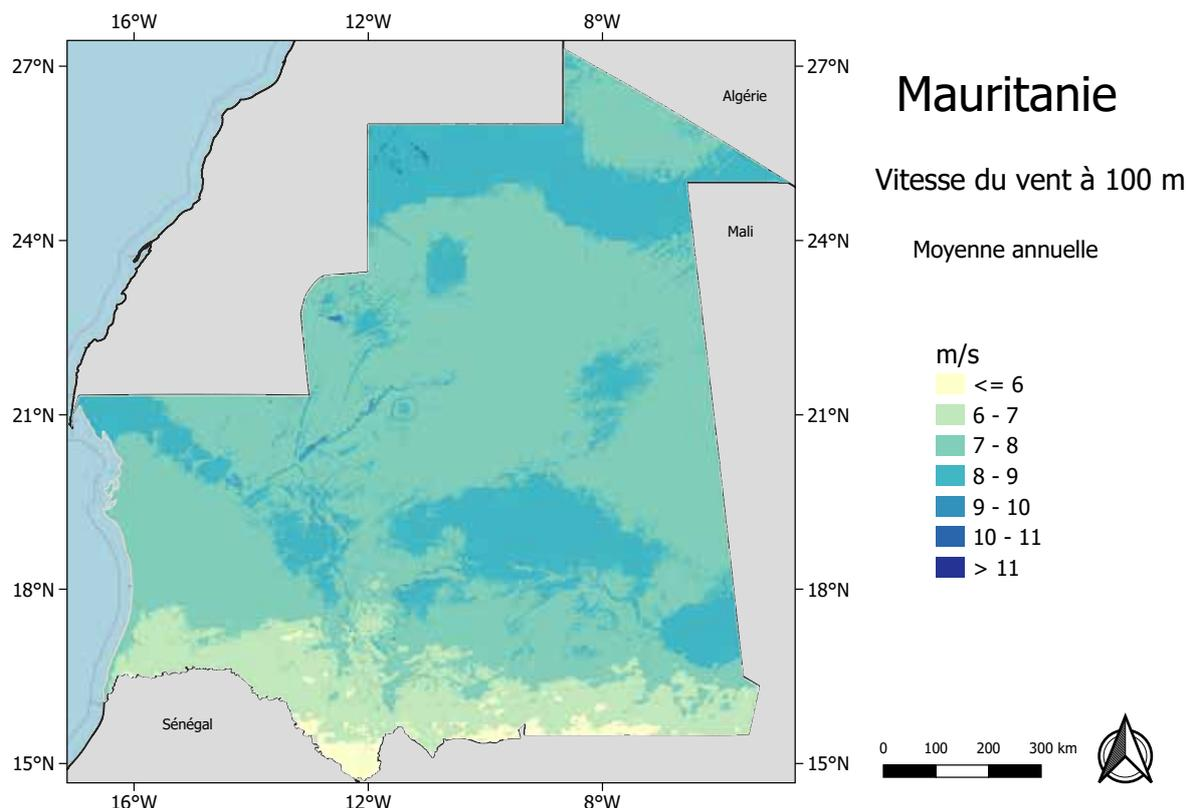 16°W 12°W 8°W
27°N 27°N
Algérie
Mauritanie
Vitesse du vent à 100 m
Mali
24°N 24°N
Moyenne annuelle
m/s
<= 6
21°N 21°N
6 - 7
7 - 8
8 - 9
9 - 10
10 - 11
> 11
18°N 18°N
Sénégal
0 100 200 300 km
15°N 15°N
16°W 12°W 8°W